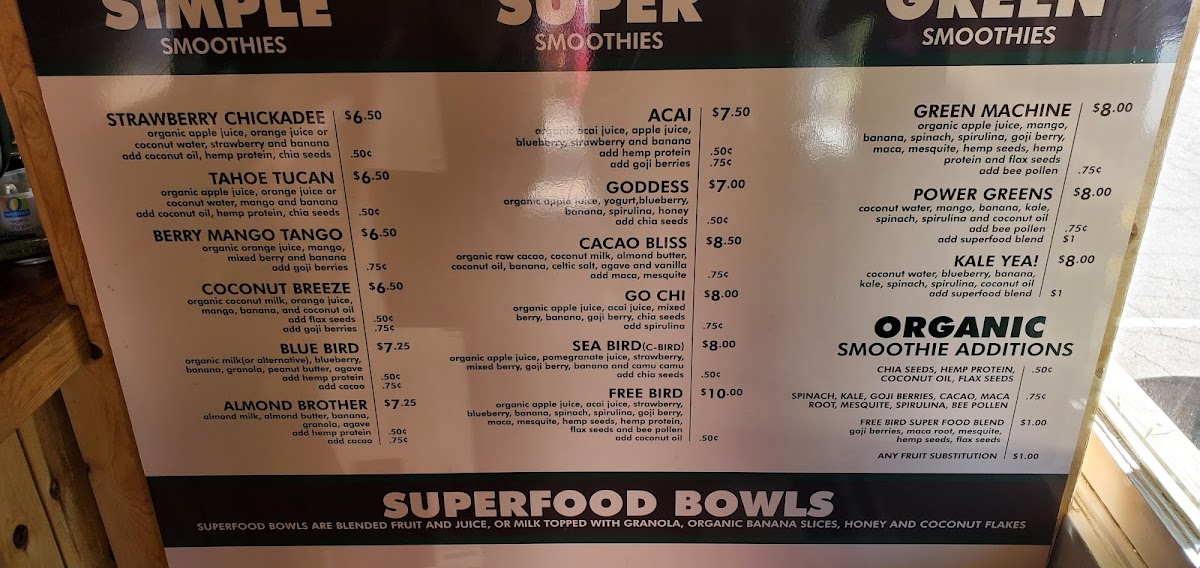 SIMPLE
SMOOTHIES
STRAWBERRY CHICKADEE $6.50
organic apple juice, orange juice or
coconut water, strawberry and banana
add coconut oil, hemp protein, chia seeds .50¢
TAHOE TUCAN $6.50
organic apple juice, orange juice or
coconut water, mango and banana
add coconut oil, hemp protein, chia seeds .50¢
BERRY MANGO TANGO $6.50
organic orange juice, mango,
mixed berry and banana
add goji berries .75¢
COCONUT BREEZE $6.50
organic coconut milk, orange juice,
mango, banana, and coconut oil
add flax seeds .50¢
add goji berries .75¢
BLUE BIRD $7.25
organic milk(or alternative), blueberry,
banana, granola, peanut butter, agave
add hemp protein .50¢
add cacao .75¢
ALMOND BROTHER $7.25
almond milk, almond butter, banana,
granola, agave
add hemp protein .50¢
add cacao .75¢
SUPER
SMOOTHIES
ACAI $7.50
organic acai juice, apple juice,
blueberry, strawberry and banana
add hemp protein .50¢
add goji berries .75¢
GODDESS $7.00
organic apple juice, yogurt,blueberry,
banana, spirulina, honey
add chia seeds .50¢
CACAO BLISS $8.50
organic raw cacao, coconut milk, almond butter,
coconut oil, banana, celtic salt, agave and vanilla
add maca, mesquite .75¢
GO CHI $8.00
organic apple juice, acai juice, mixed
berry, banana, goji berry, chia seeds
add spirulina .75¢
SEA BIRD(C-BIRD) $8.00
organic apple juice, pomegranate juice, strawberry,
mixed berry, goji berry, banana and camu camu
add chia seeds .50¢
FREE BIRD $10.00
organic apple juice, acai juice, strawberry,
blueberry, banana, spinach, spirulina, goji berry,
maca, mesquite, hemp seeds, hemp protein,
flax seeds and bee pollen
add coconut oil .50¢
GREEN
SMOOTHIES
GREEN MACHINE $8.00
organic apple juice, mango,
banana, spinach, spirulina, goji berry,
maca, mesquite, hemp seeds, hemp
protein and flax seeds
add bee pollen .75¢
POWER GREENS $8.00
coconut water, mango, banana, kale,
spinach, spirulina and coconut oil
add bee pollen .75¢
add superfood blend $1
KALE YEA! $8.00
coconut water, blueberry, banana,
kale, spinach, spirulina, coconut oil
add superfood blend $1
ORGANIC
SMOOTHIE ADDITIONS
CHIA SEEDS, HEMP PROTEIN, .50¢
COCONUT OIL, FLAX SEEDS
SPINACH, KALE, GOJI BERRIES, CACAO, MACA .75¢
ROOT, MESQUITE, SPIRULINA, BEE POLLEN
FREE BIRD SUPER FOOD BLEND $1.00
goji berries, maca root, mesquite,
hemp seeds, flax seeds
ANY FRUIT SUBSTITUTION $1.00
SUPERFOOD BOWLS
SUPERFOOD BOWLS ARE BLENDED FRUIT AND JUICE, OR MILK TOPPED WITH GRANOLA, ORGANIC BANANA SLICES, HONEY AND COCONUT FLAKES